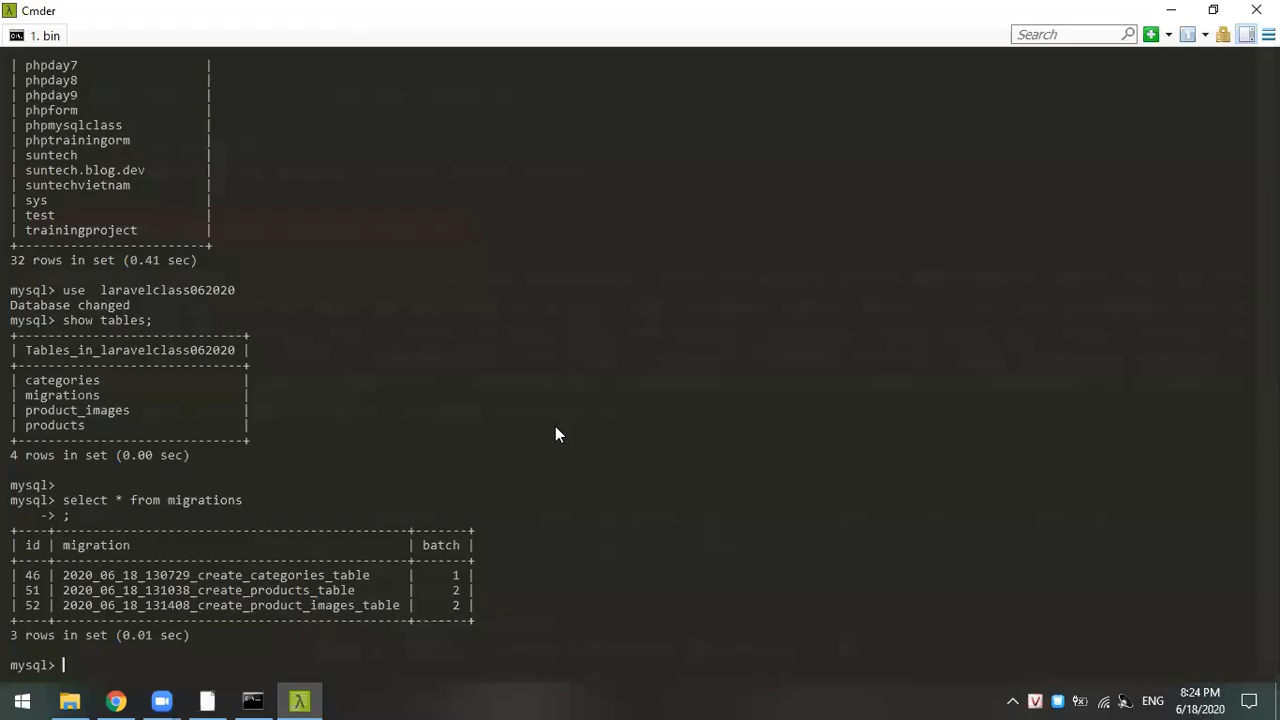 Cmder
1. bin
Search
| phpday7 |
| phpday8 |
| phpday9 |
| phpform |
| phpmysqlclass |
| phptrainingorm |
| suntech |
| suntech.blog.dev |
| suntechvietnam |
| sys |
| test |
| trainingproject |
+-------------------------+
32 rows in set (0.41 sec)
mysql> use  laravelclass062020
Database changed
mysql> show tables;
+------------------------------+
| Tables_in_laravelclass062020 |
+------------------------------+
| categories |
| migrations |
| product_images |
| products |
+------------------------------+
4 rows in set (0.00 sec)
mysql>
mysql> select * from migrations
-> ;
+----+-----------------------------------------------+-------+
| id | migration | batch |
+----+-----------------------------------------------+-------+
| 46 | 2020_06_18_130729_create_categories_table | 1 |
| 51 | 2020_06_18_131038_create_products_table | 2 |
| 52 | 2020_06_18_131408_create_product_images_table | 2 |
+----+-----------------------------------------------+-------+
3 rows in set (0.01 sec)
mysql>
ENG
8:24 PM
6/18/2020